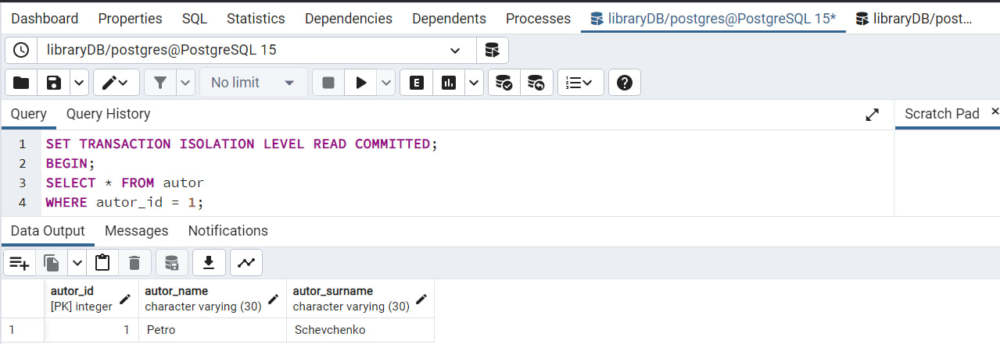 Dashboard Properties SQL Statistics Dependencies Dependents Processes libraryDB/postgres@PostgreSQL 15* libraryDB/post...
libraryDB/postgres@PostgreSQL 15
No limit E
Query Query History Scratch Pad
1 SET TRANSACTION ISOLATION LEVEL READ COMMITTED;
2 BEGIN;
3 SELECT * FROM autor
4 WHERE autor_id = 1;
Data Output Messages Notifications
autor_id autor_name autor_surname
[PK] integer character varying (30) character varying (30)
1 1 Petro Schevchenko